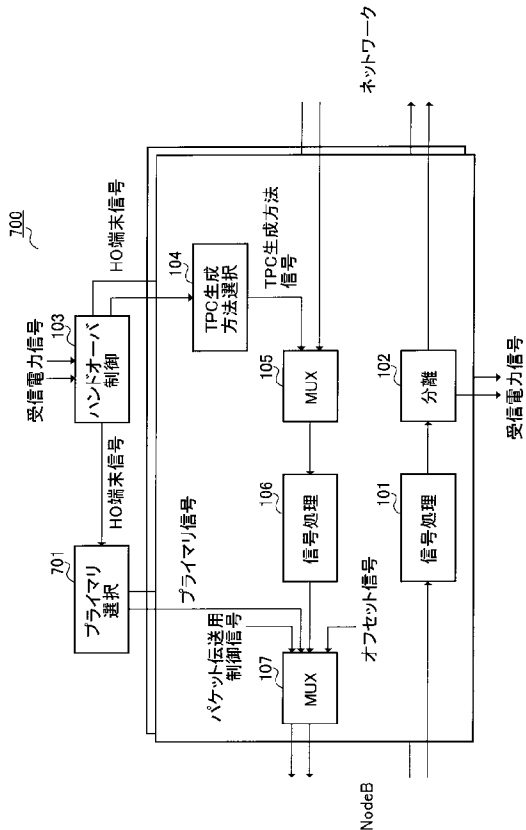 700
受信電力信号
HO端末信号
103
ハンドオーバ
制御
HO端末信号
701
プライマリ
選択
プライマリ信号
104
TPC生成
方法選択
TPC生成方法
信号
パケット伝送用
制御信号
107
MUX
106
信号処理
105
MUX
オフセット信号
101
信号処理
102
分離
受信電力信号
NodeB
ネットワーク